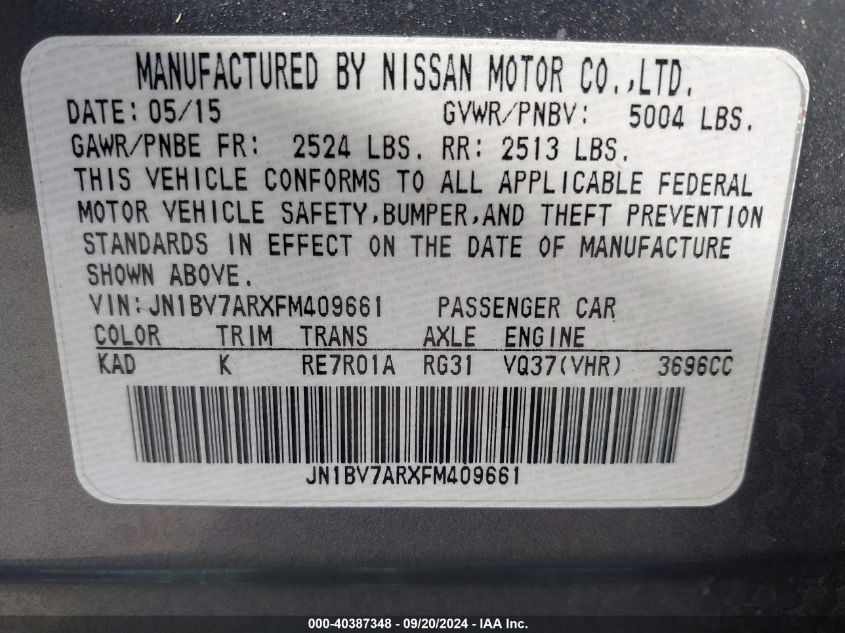 MANUFACTURED BY NISSAN MOTOR CO.,LTD.
DATE: 05/15 GVWR/PNBV: 5004 LBS.
GAWR/PNBE FR: 2524 LBS. RR: 2513 LBS.
THIS VEHICLE CONFORMS TO ALL APPLICABLE FEDERAL
MOTOR VEHICLE SAFETY,BUMPER,AND THEFT PREVENTION
STANDARDS IN EFFECT ON THE DATE OF MANUFACTURE
SHOWN ABOVE.
VIN:JN1BV7ARXFM409661 PASSENGER CAR
COLOR TRIM TRANS AXLE ENGINE
KAD K RE7R01A RG31 VQ37(VHR) 3696CC
JN1BV7ARXFM409661
000-40387348 - 09/20/2024 - IAA Inc.